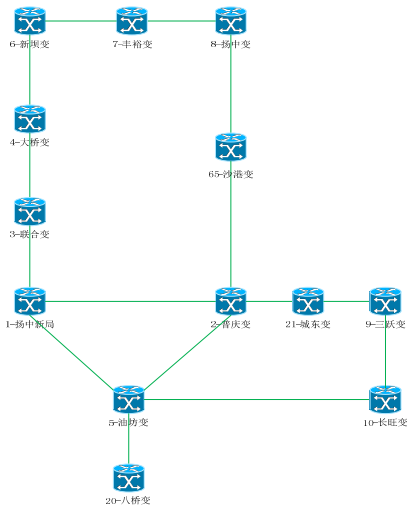 6-新坝变
7-丰裕变
8-扬中变
4-大桥变
65-沙港变
3-联合变
1-扬中新局
2-普庆变
21-城东变
9-三跃变
5-油坊变
10-长旺变
20-八桥变